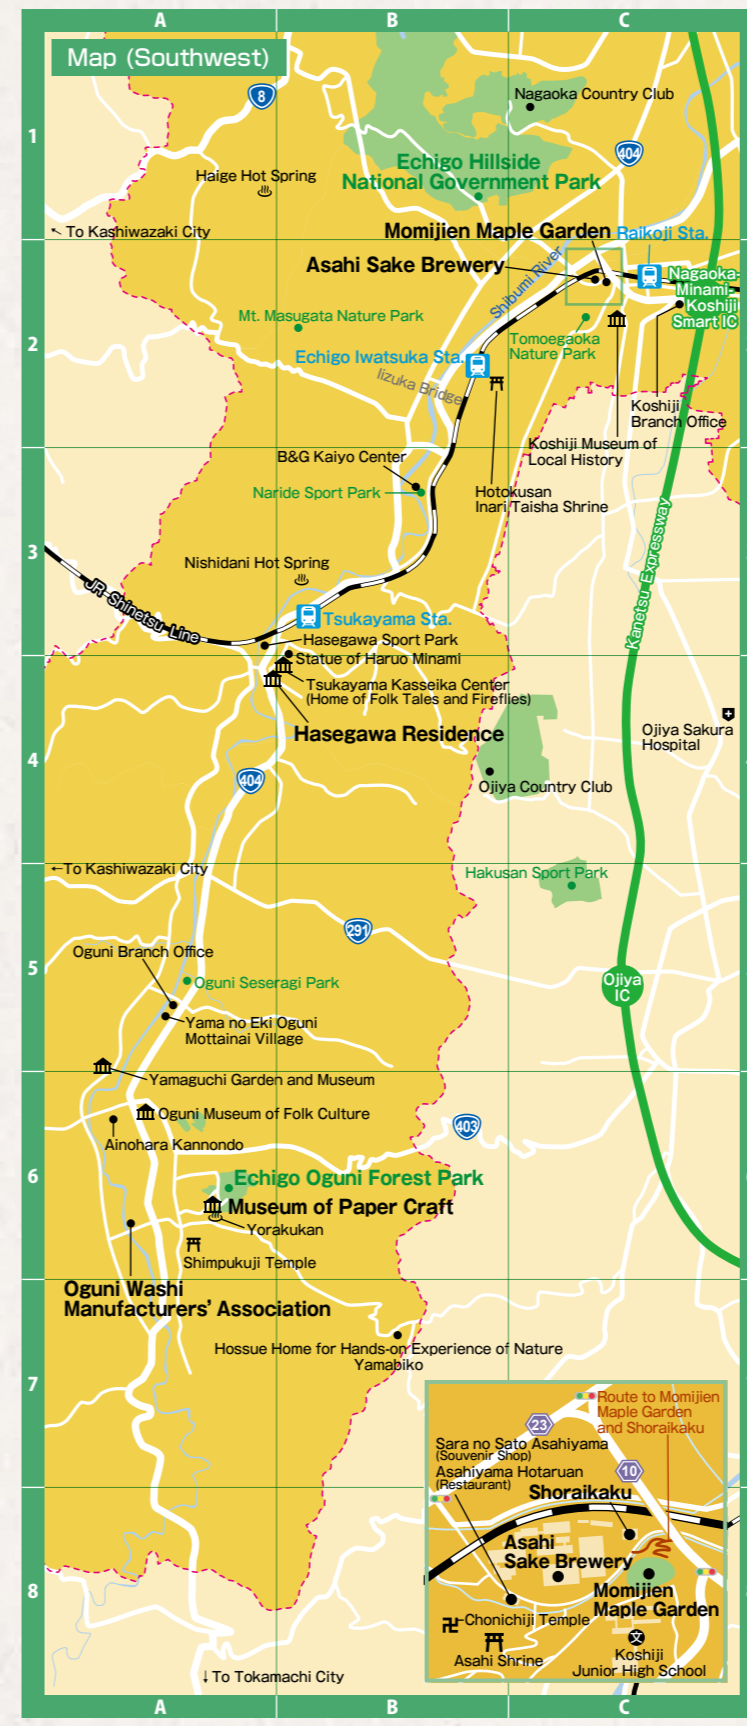 A
B
C
Map (Southwest)
8
Nagaoka Country Club
1
404
Echigo Hillside
National Government Park
Haige Hot Spring
To Kashiwazaki City
Momijien Maple Garden
Raikoji Sta.
Asahi Sake Brewery
Shibumi River
Nagaoka-
Minami-
Koshiji
Smart IC
Mt. Masugata Nature Park
2
Tomoegaoka
Nature Park
Echigo Iwatsuka Sta.
Iizuka Bridge
Koshiji
Branch Office
Koshiji Museum of
Local History
B&G Kaiyo Center
Naride Sport Park
Hotokusan
Inari Taisha Shrine
3
Kanetsu Expressway
Nishidani Hot Spring
JR Shinetsu Line
Tsukayama Sta.
Hasegawa Sport Park
Statue of Haruo Minami
Tsukayama Kasseika Center
(Home of Folk Tales and Fireflies)
Hasegawa Residence
Ojiya Sakura
Hospital
4
404
Ojiya Country Club
←To Kashiwazaki City
Hakusan Sport Park
291
Oguni Branch Office
5
Oguni Seseragi Park
Ojiya
IC
Yama no Eki Oguni
Mottainai Village
Yamaguchi Garden and Museum
Oguni Museum of Folk Culture
403
Ainohara Kannondo
6
Echigo Oguni Forest Park
Museum of Paper Craft
Yorakukan
Shimpukuji Temple
Oguni Washi
Manufacturers' Association
Hossue Home for Hands-on Experience of Nature
Yamabiko
7
Route to Momijien
Maple Garden
and Shoraikaku
23
Sara no Sato Asahiyama
(Souvenir Shop)
Asahiyama Hotaruan
(Restaurant)
10
Shoraikaku
Asahi
Sake Brewery
8
Momijien
Maple Garden
卍
Chonichiji Temple
文
Asahi Shrine
Koshiji
Junior High School
↓To Tokamachi City
A
B
C